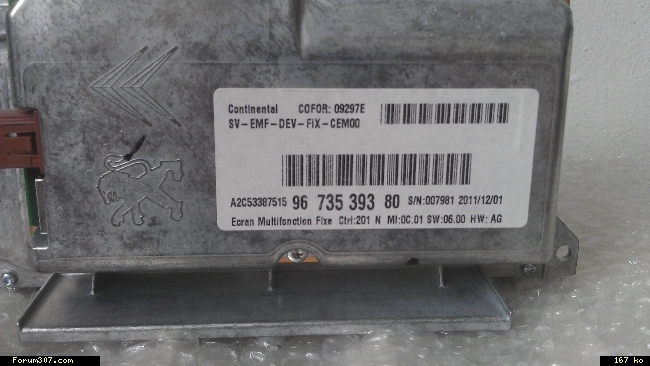 Continental COFOR: 09297E
SV-EMF-DEV-FIX-CEM00
A2C53387515 96 735 393 80 S/N:007981 2011/12/01
Ecran Multifonction Fixe Ctrl:201 N MI:0C.01 SW:06.00 HW: AG
Forum307.com 167 ko